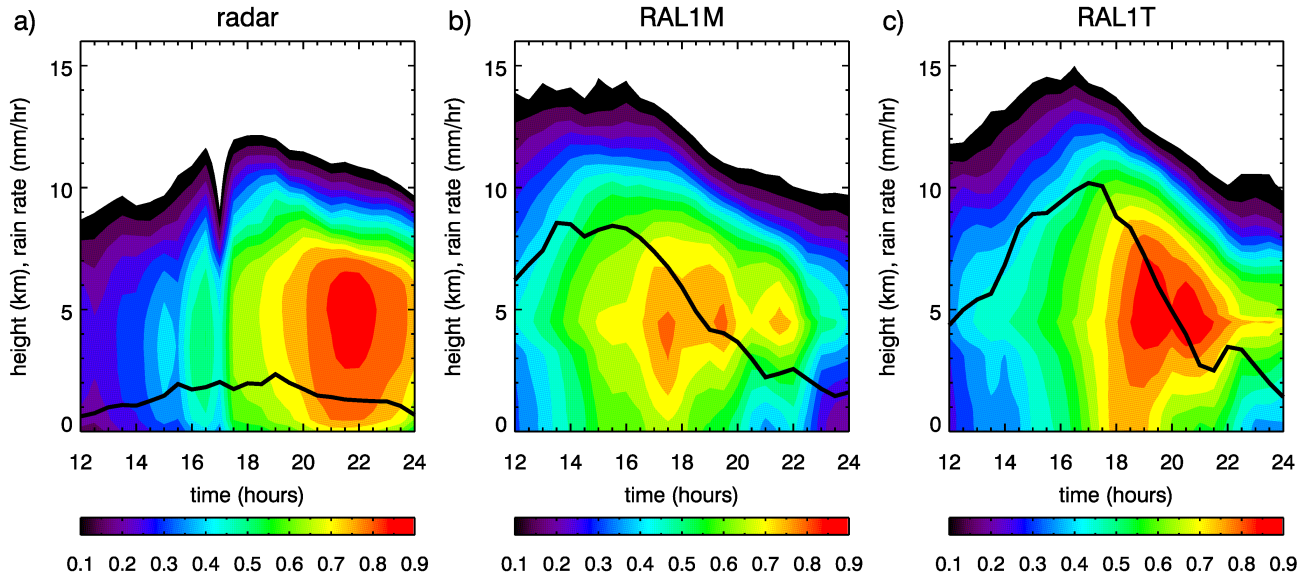 a) radar
b) RAL1M
c) RAL1T
height (km), rain rate (mm/hr)
15
10
5
0
12 14 16 18 20 22 24
time (hours)
0.1 0.2 0.3 0.4 0.5 0.6 0.7 0.8 0.9
height (km), rain rate (mm/hr)
15
10
5
0
12 14 16 18 20 22 24
time (hours)
0.1 0.2 0.3 0.4 0.5 0.6 0.7 0.8 0.9
height (km), rain rate (mm/hr)
15
10
5
0
12 14 16 18 20 22 24
time (hours)
0.1 0.2 0.3 0.4 0.5 0.6 0.7 0.8 0.9